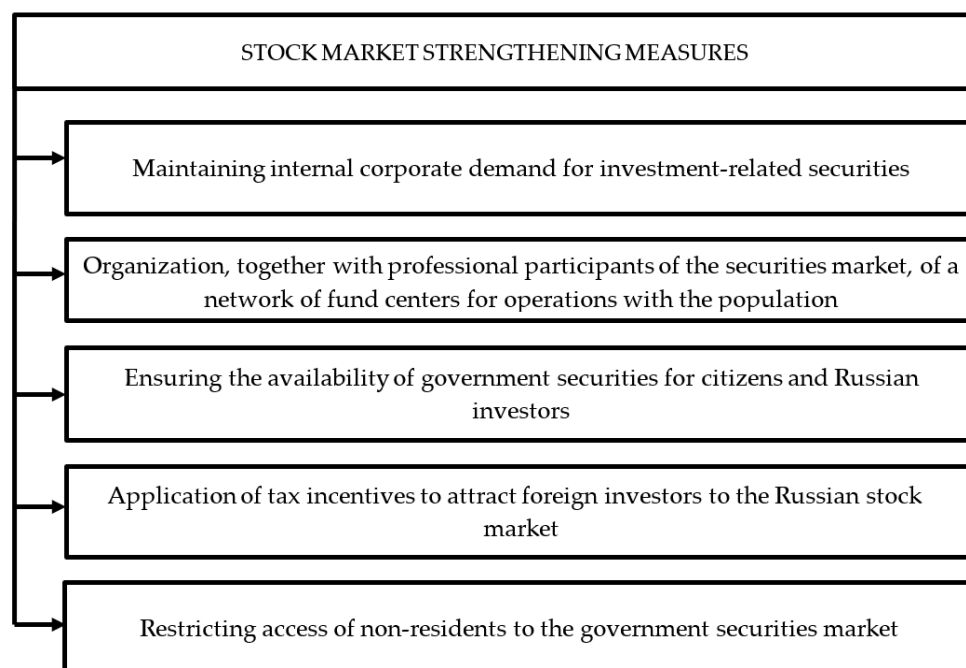 STOCK MARKET STRENGTHENING MEASURES
Maintaining internal corporate demand for investment-related securities
Organization, together with professional participants of the securities market, of a
network of fund centers for operations with the population
Ensuring the availability of government securities for citizens and Russian
investors
Application of tax incentives to attract foreign investors to the Russian stock
market
Restricting access of non-residents to the government securities market